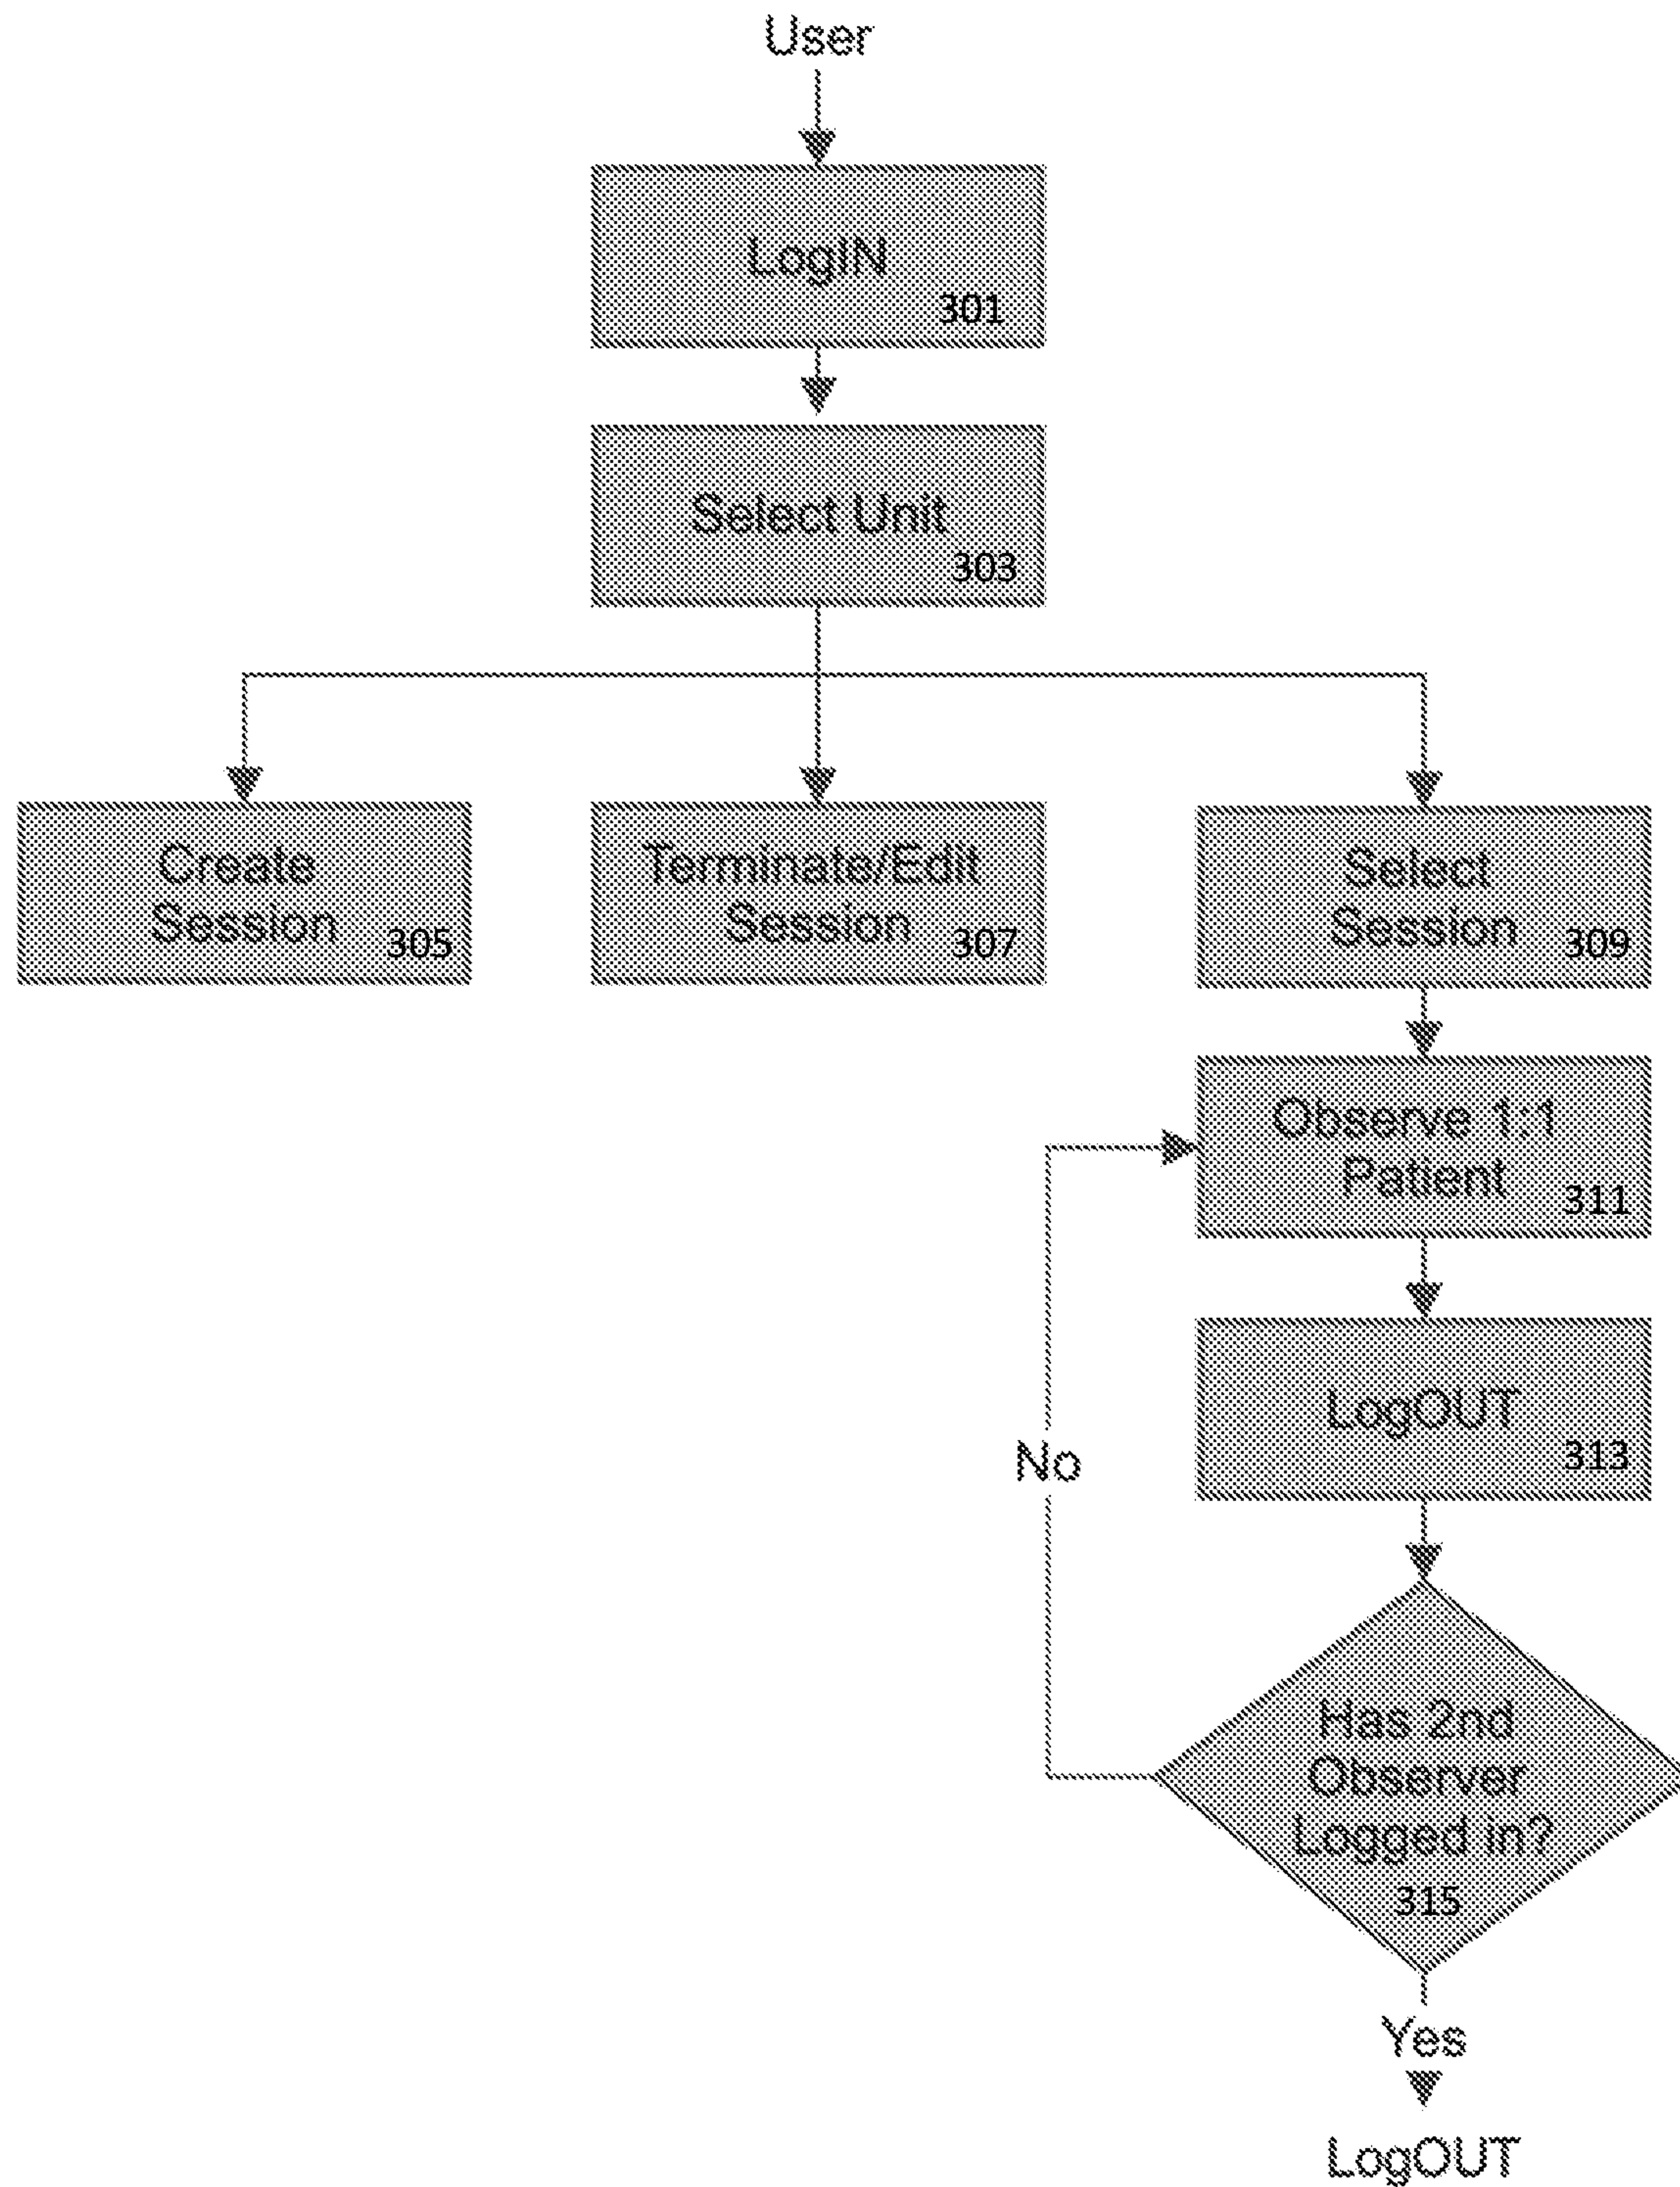 User
LogIN
301
Select Unit
303
Create
Session
305
Terminate/Edit
Session
307
Select
Session
309
Observe 1:1
Patient
311
LogOUT
313
No
Has 2nd
Observer
Logged in?
315
Yes
LogOUT